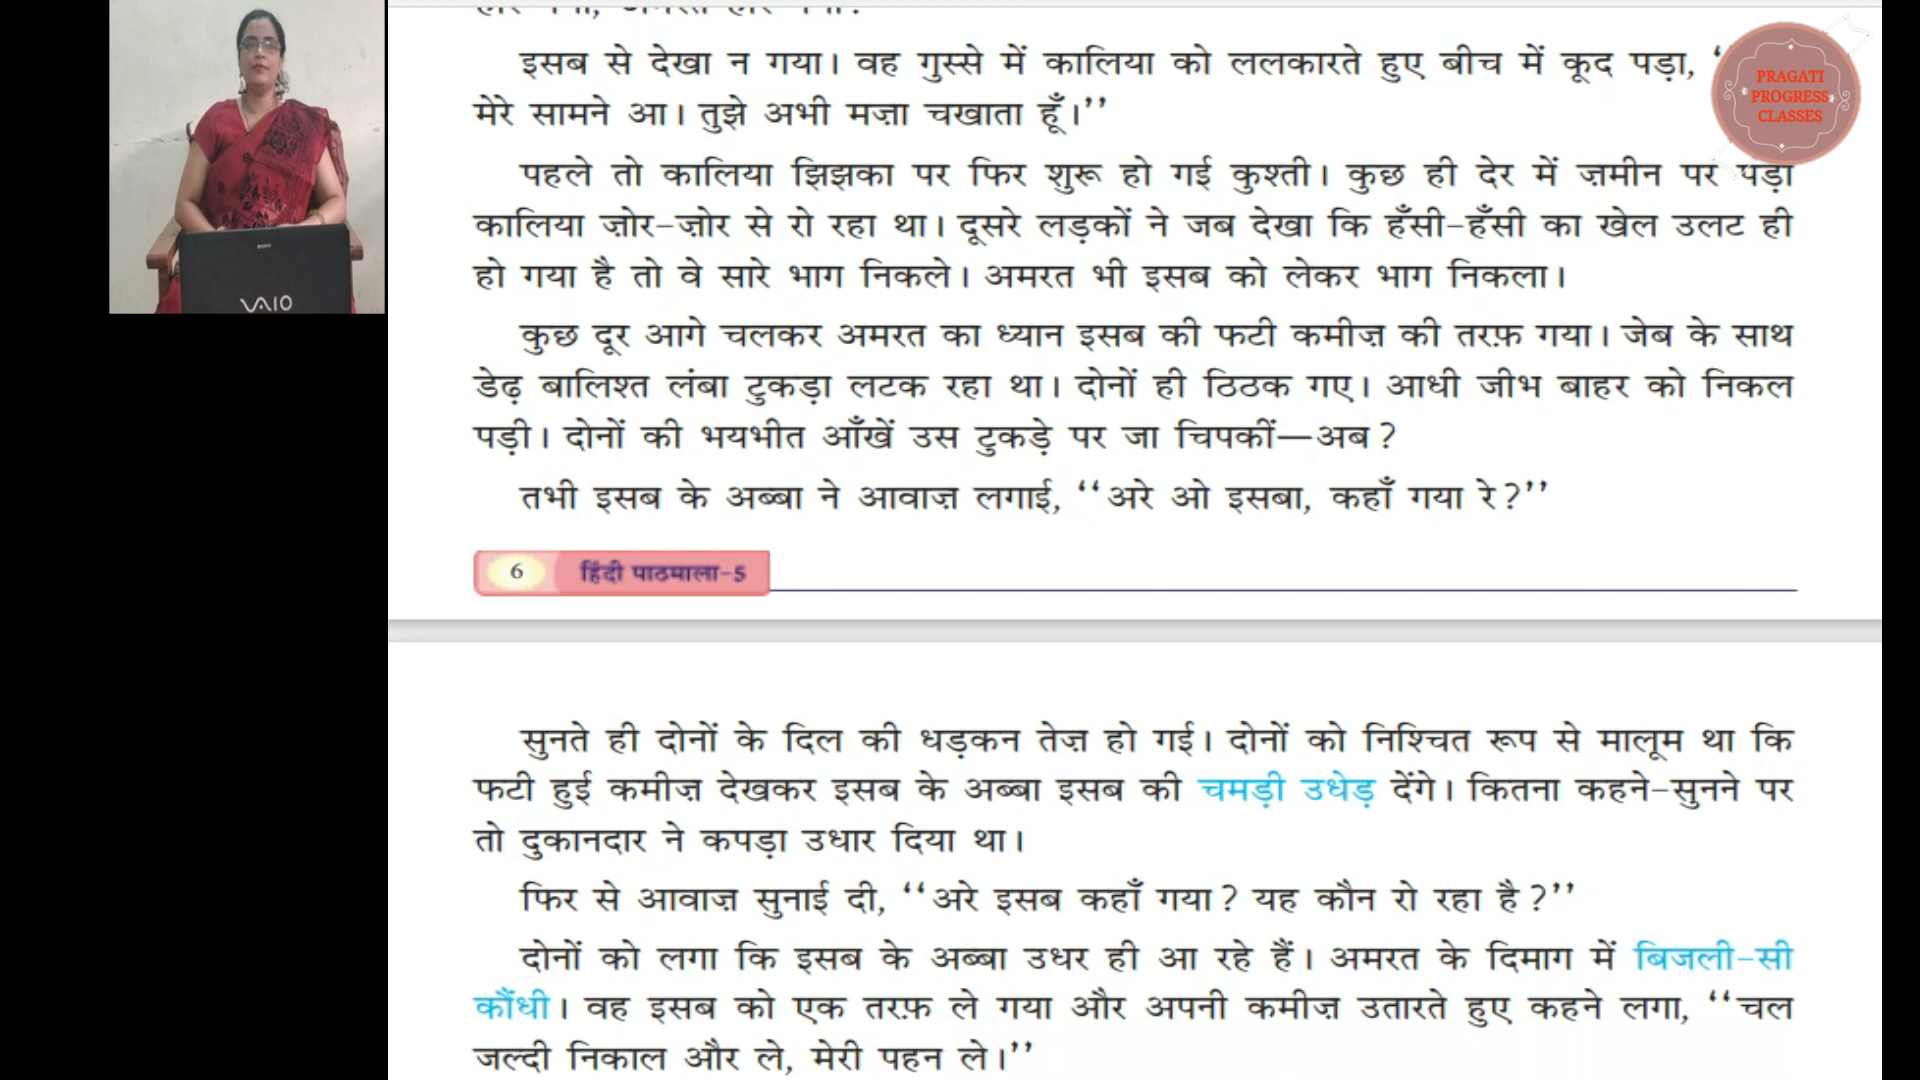 इसब से देखा न गया। वह गुस्से में कालिया को ललकारते हुए बीच में कूद पड़ा, ‘
मेरे सामने आ। तुझे अभी मज़ा चखाता हूँ।’’
पहले तो कालिया झिझका पर फिर शुरू हो गई कुश्ती। कुछ ही देर में ज़मीन पर पड़ा
कालिया ज़ोर-ज़ोर से रो रहा था। दूसरे लड़कों ने जब देखा कि हँसी-हँसी का खेल उलट ही
हो गया है तो वे सारे भाग निकले। अमरत भी इसब को लेकर भाग निकला।
कुछ दूर आगे चलकर अमरत का ध्यान इसब की फटी कमीज़ की तरफ़ गया। जेब के साथ
डेढ़ बालिश्त लंबा टुकड़ा लटक रहा था। दोनों ही ठिठक गए। आधी जीभ बाहर को निकल
पड़ी। दोनों की भयभीत आँखें उस टुकड़े पर जा चिपकीं—अब?
तभी इसब के अब्बा ने आवाज़ लगाई, ‘‘अरे ओ इसबा, कहाँ गया रे?’’
6 हिंदी पाठमाला-5
सुनते ही दोनों के दिल की धड़कन तेज़ हो गई। दोनों को निश्चित रूप से मालूम था कि
फटी हुई कमीज़ देखकर इसब के अब्बा इसब की चमड़ी उधेड़ देंगे। कितना कहने-सुनने पर
तो दुकानदार ने कपड़ा उधार दिया था।
फिर से आवाज़ सुनाई दी, ‘‘अरे इसब कहाँ गया? यह कौन रो रहा है?’’
दोनों को लगा कि इसब के अब्बा उधर ही आ रहे हैं। अमरत के दिमाग में बिजली-सी
कौंधी। वह इसब को एक तरफ़ ले गया और अपनी कमीज़ उतारते हुए कहने लगा, ‘‘चल
जल्दी निकाल और ले, मेरी पहन ले।’’
PRAGATI
PROGRESS
CLASSES
SONY
VAIO